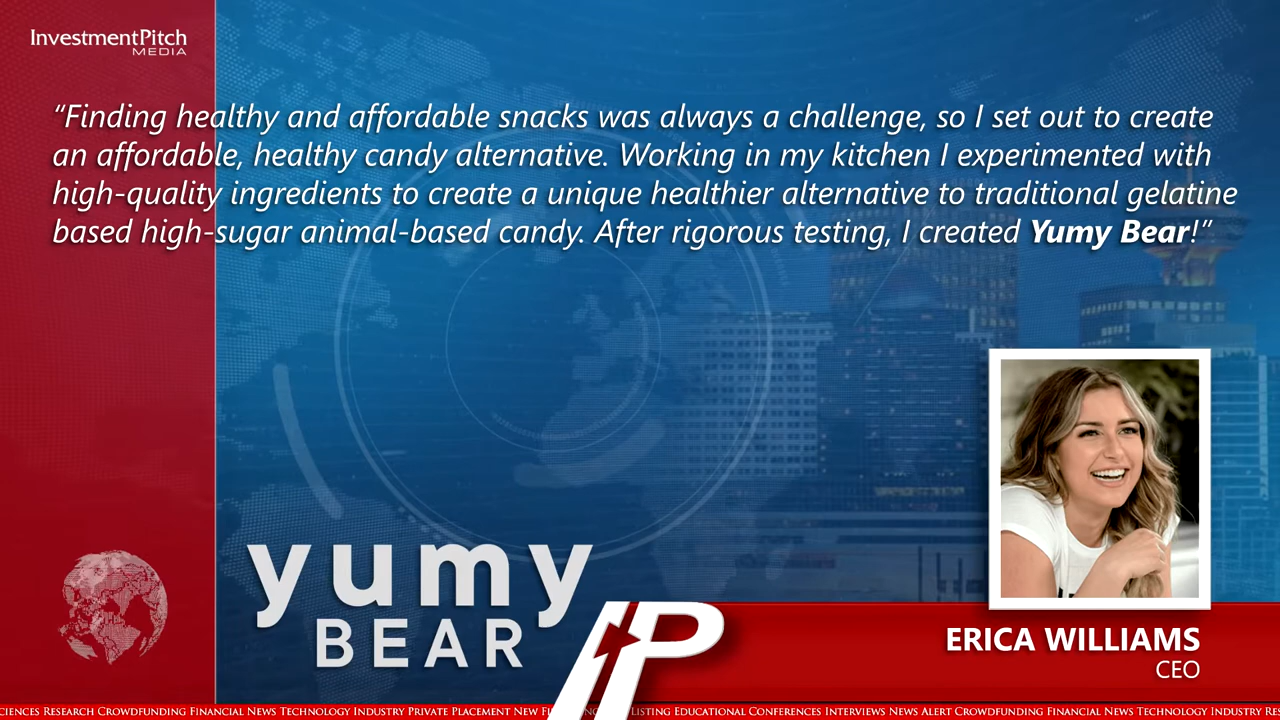 InvestmentPitch
MEDIA
“Finding healthy and affordable snacks was always a challenge, so I set out to create
an affordable, healthy candy alternative. Working in my kitchen I experimented with
high-quality ingredients to create a unique healthier alternative to traditional gelatine
based high-sugar animal-based candy. After rigorous testing, I created Yumy Bear!”
yumy
BEAR
IP
ERICA WILLIAMS
CEO
CIENCES RESEARCH CROWDFUNDING FINANCIAL NEWS TECHNOLOGY INDUSTRY PRIVATE PLACEMENT NEW LISTING EDUCATIONAL CONFERENCES INTERVIEWS NEWS ALERT CROWDFUNDING FINANCIAL NEWS TECHNOLOGY INDUSTRY